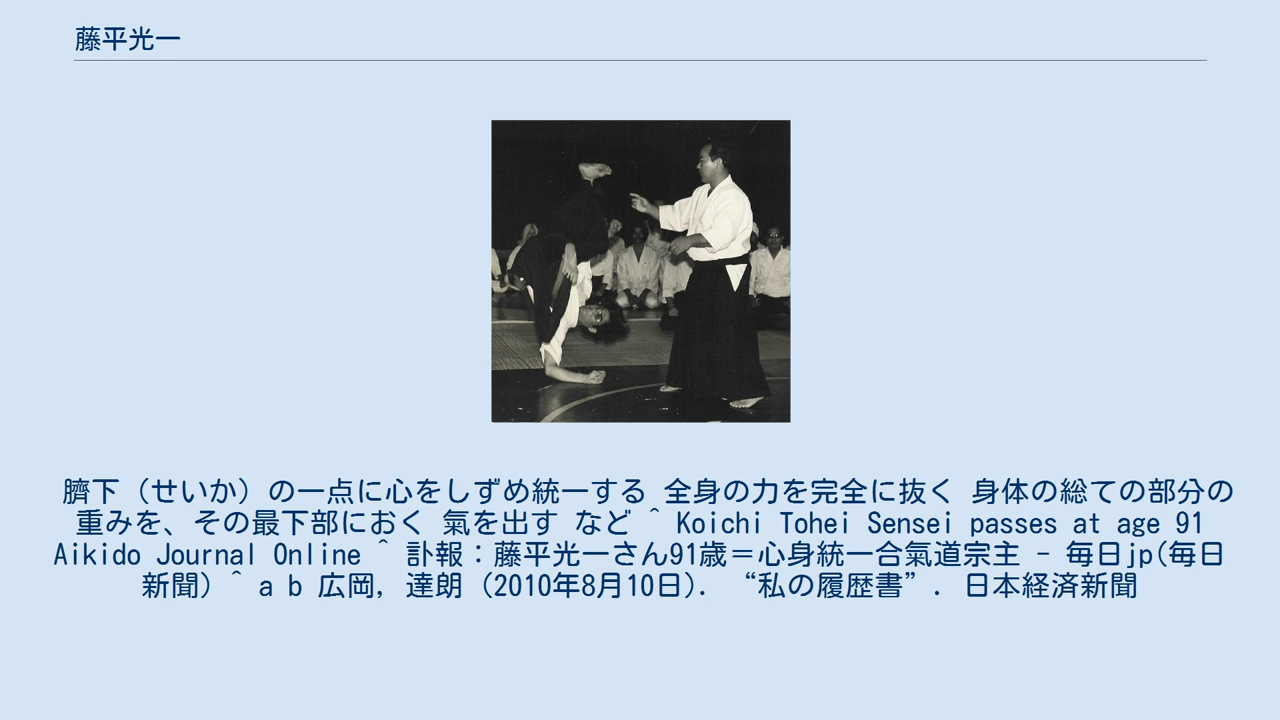 藤平光一
臍下（せいか）の一点に心をしずめ統一する 全身の力を完全に抜く 身体の総ての部分の
重みを、その最下部におく 氣を出す など ^ Koichi Tohei Sensei passes at age 91
Aikido Journal Online ^ 訃報：藤平光一さん91歳＝心身統一合氣道宗主 - 毎日jp(毎日
新聞) ^ a b 広岡, 達朗 (2010年8月10日). “私の履歴書”. 日本経済新聞